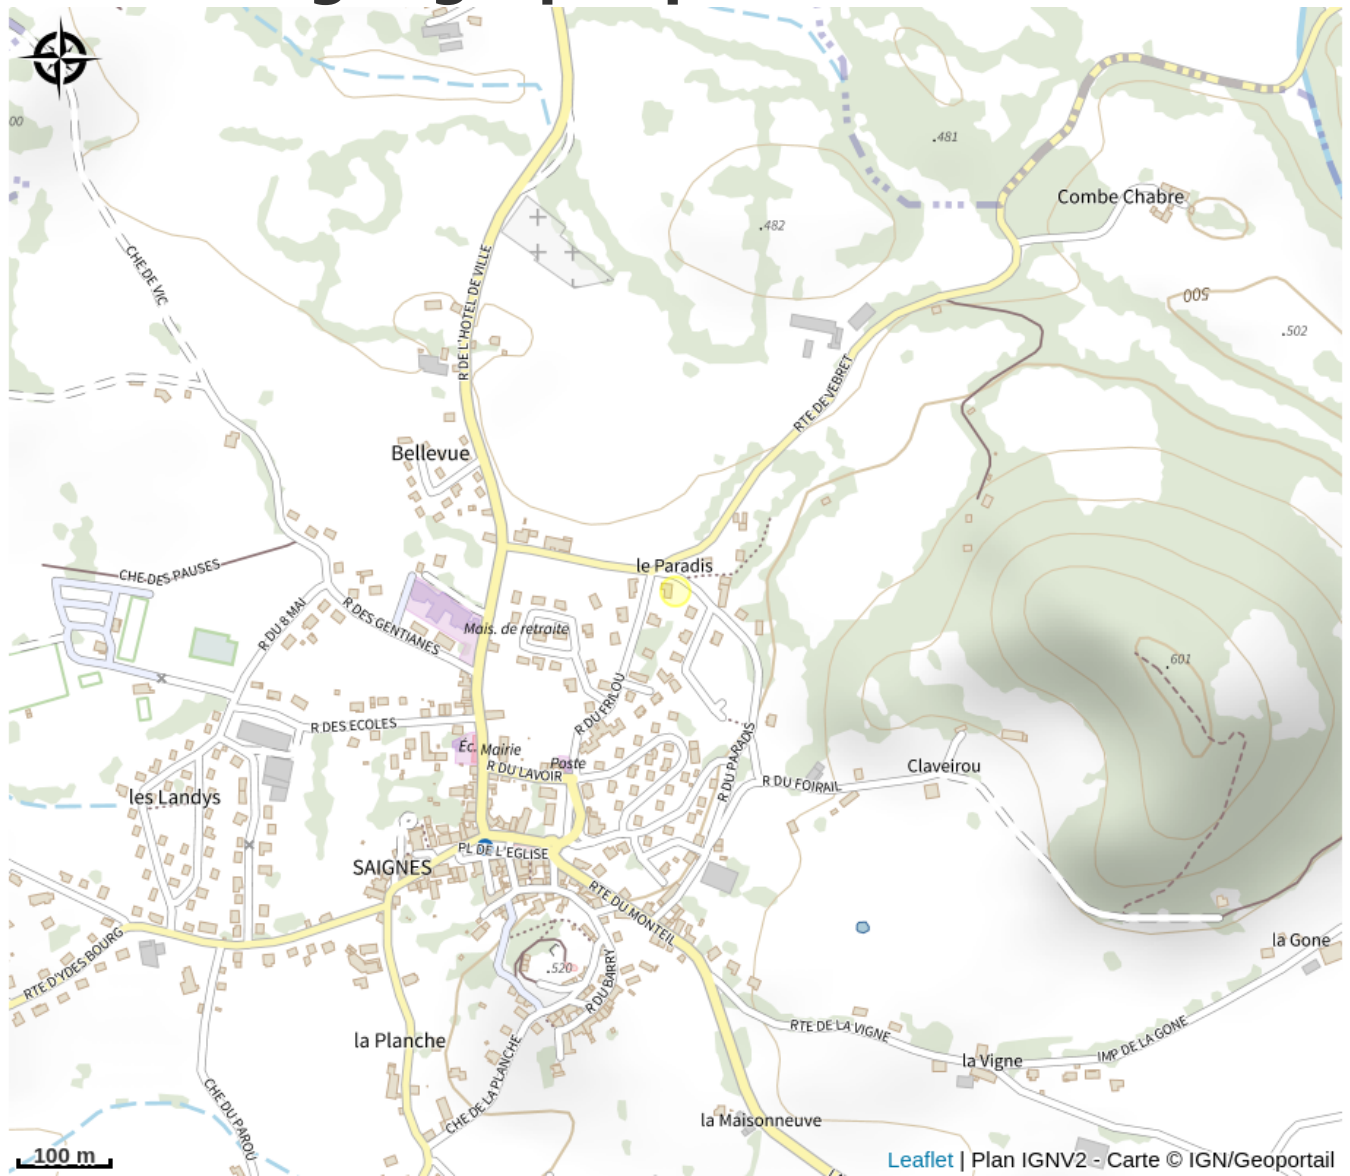 00
481
Combe Chabre
482
CHE DE VIC
R DE L'HOTEL DE VILLE
500
502
RTE DE VEBRET
Bellevue
le Paradis
CHE DES PAUSES
R DU 8 MAI
R DES GENTIANES
Mais. de retraite
601
R DU FRILOU
R DES ECOLES
Éc.
Mairie
R DU LAVOIR
Poste
R DU PARADIS
R DU FOIRAIL
Claveirou
les Landys
PL DE L'EGLISE
SAIGNES
RTE DU MONTEIL
RTE D'YDES BOURG
520
la Gone
R DU BARRY
la Planche
RTE DE LA VIGNE
la Vigne
IMP DE LA GONE
CHE DE LA PLANCHE
CHE DU PAROU
la Maisonneuve
100 m
Leaflet | Plan IGNV2 - Carte © IGN/Geoportail